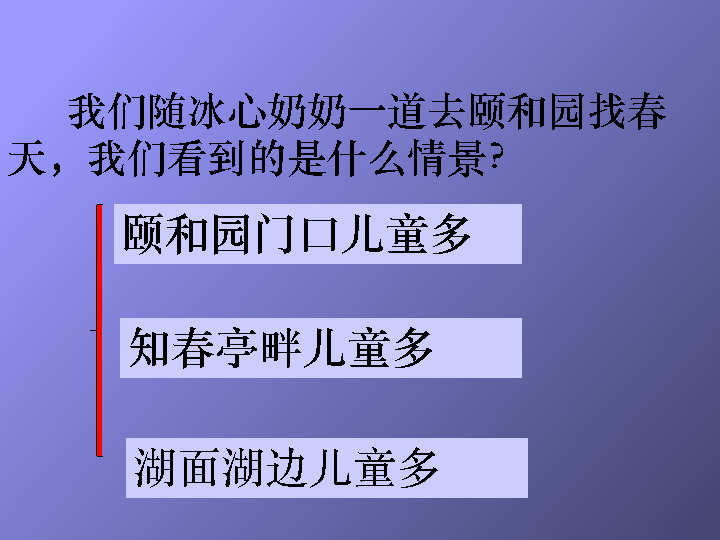 我们随冰心奶奶一道去颐和园找春
天，我们看到的是什么情景?
颐和园门口儿童多
知春亭畔儿童多
湖面湖边儿童多